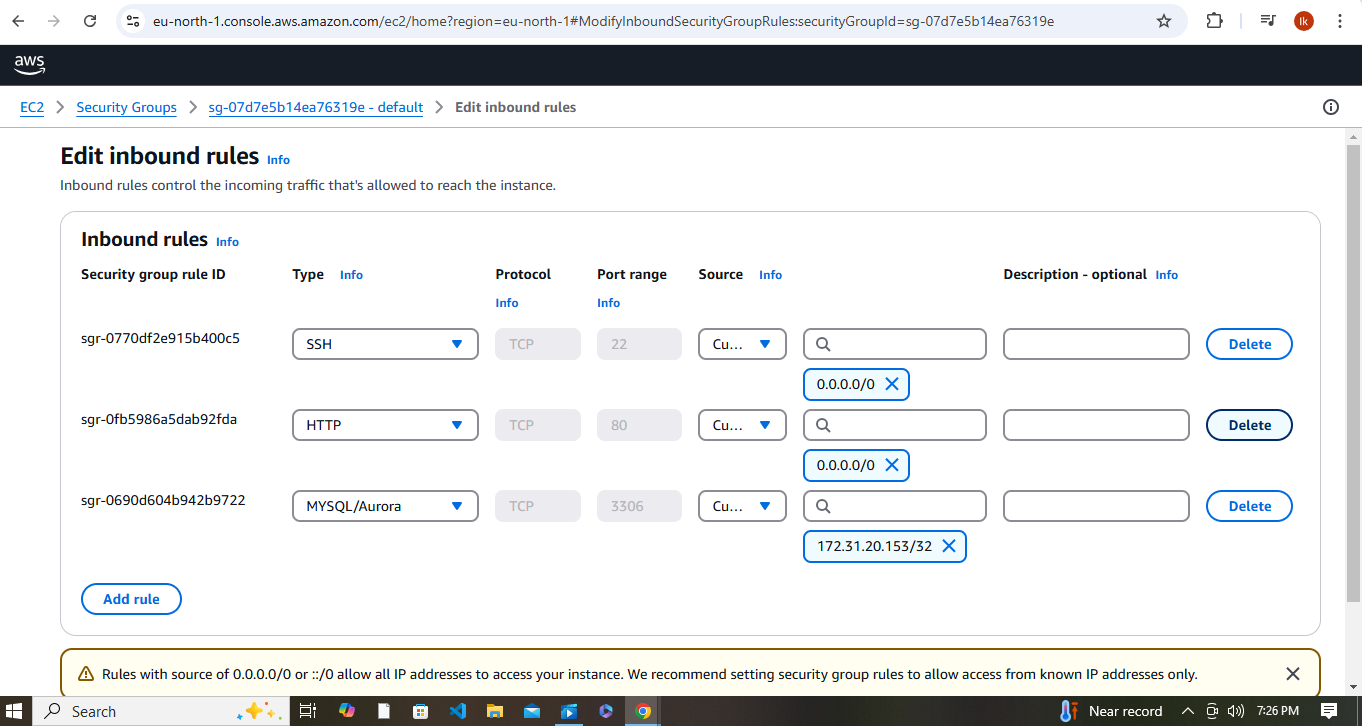 eu-north-1.console.aws.amazon.com/ec2/home?region=eu-north-1#ModifyInboundSecurityGroupRules:securityGroupId=sg-07d7e5b14ea76319e
lk
aws
EC2 > Security Groups > sg-07d7e5b14ea76319e - default > Edit inbound rules
Edit inbound rules Info
Inbound rules control the incoming traffic that's allowed to reach the instance.
Inbound rules Info
Security group rule ID Type Info Protocol Port range Source Info Description - optional Info
Info Info
sgr-0770df2e915b400c5 SSH TCP 22 Cu... Delete
0.0.0.0/0
sgr-0fb5986a5dab92fda HTTP TCP 80 Cu... Delete
0.0.0.0/0
sgr-0690d604b942b9722 MYSQL/Aurora TCP 3306 Cu... Delete
172.31.20.153/32
Add rule
Rules with source of 0.0.0.0/0 or ::/0 allow all IP addresses to access your instance. We recommend setting security group rules to allow access from known IP addresses only.
Search Near record 7:26 PM